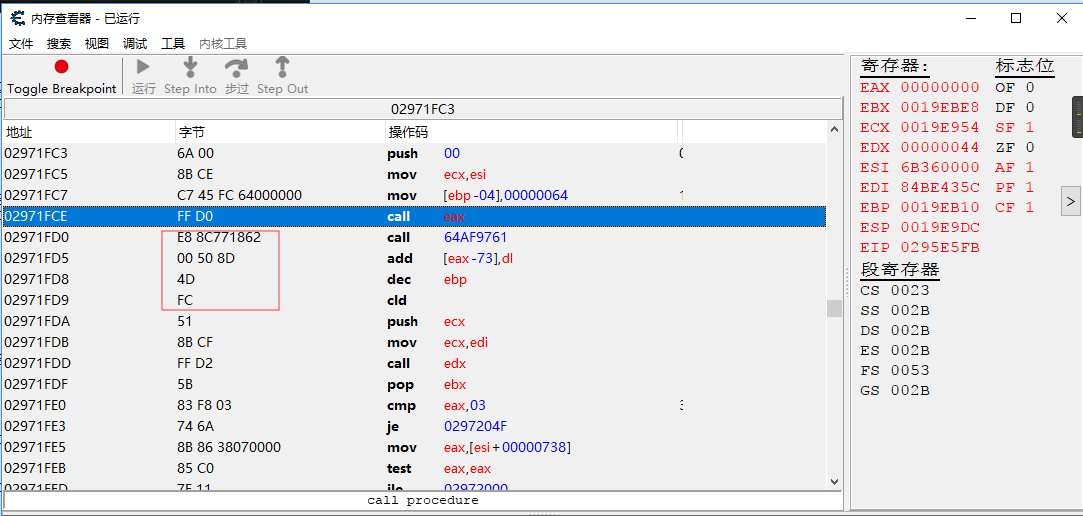 内存查看器 - 已运行
文件 搜索 视图 调试 工具 内核工具
Toggle Breakpoint 运行 Step Into 步过 Step Out
02971FC3
地址 字节 操作码
02971FC3 6A 00 push 00 0
02971FC5 8B CE mov ecx,esi
02971FC7 C7 45 FC 64000000 mov [ebp-04],00000064 1
02971FCE FF D0 call eax
02971FD0 E8 8C771862 call 64AF9761
02971FD5 00 50 8D add [eax-73],dl
02971FD8 4D dec ebp
02971FD9 FC cld
02971FDA 51 push ecx
02971FDB 8B CF mov ecx,edi
02971FDD FF D2 call edx
02971FDF 5B pop ebx
02971FE0 83 F8 03 cmp eax,03 3
02971FE3 74 6A je 0297204F
02971FE5 8B 86 38070000 mov eax,[esi+00000738]
02971FEB 85 C0 test eax,eax
02971FED 7E 11 jle 02972000
call procedure
寄存器: 标志位
EAX 00000000 OF 0
EBX 0019EBE8 DF 0
ECX 0019E954 SF 1
EDX 00000044 ZF 0
ESI 6B360000 AF 1
EDI 84BE435C PF 1
EBP 0019EB10 CF 1
ESP 0019E9DC
EIP 0295E5FB
段寄存器
CS 0023
SS 002B
DS 002B
ES 002B
FS 0053
GS 002B
>